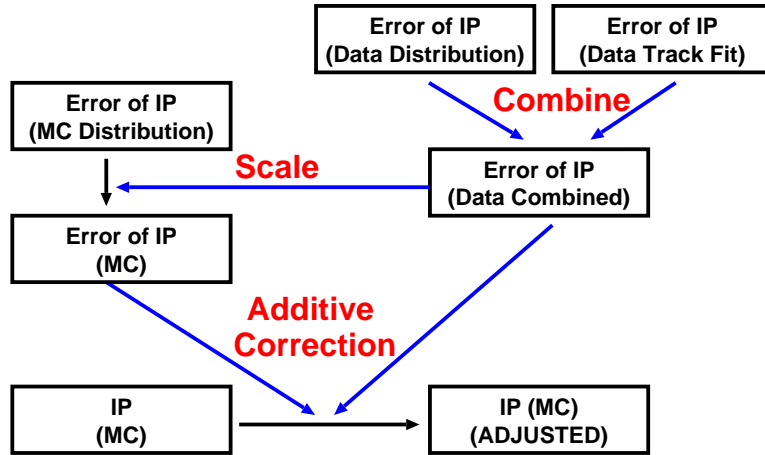 Error of IP
(Data Distribution)
Error of IP
(Data Track Fit)
Combine
Error of IP
(MC Distribution)
Scale
Error of IP
(Data Combined)
Error of IP
(MC)
Additive
Correction
IP
(MC)
IP (MC)
(ADJUSTED)